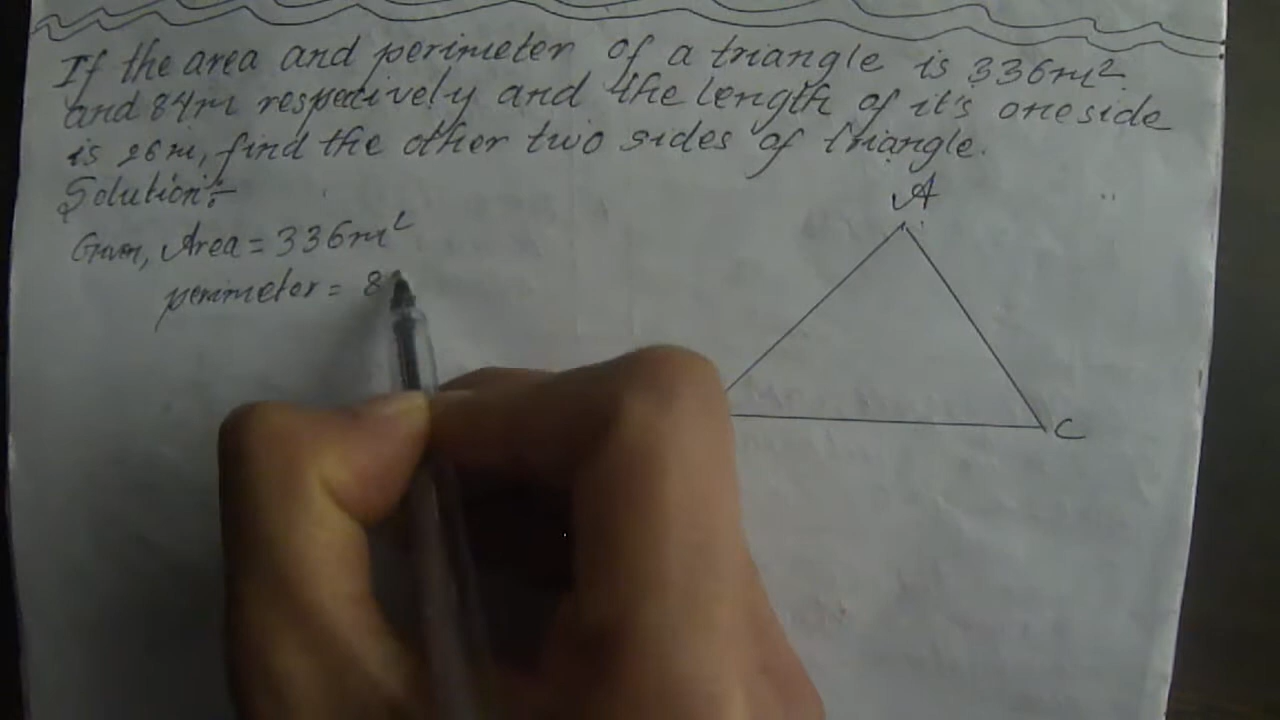 If the area and perimeter of a triangle is 336m²
and 84m respectively and the length of it's one side
is 26m, find the other two sides of triangle.
Solution:-
Given, Area = 336m²
perimeter = 8
A
C